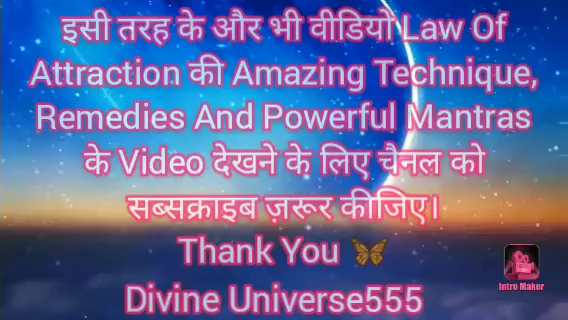 इसी तरह के और भी वीडियो Law Of
Attraction की Amazing Technique,
Remedies And Powerful Mantras
के Video देखने के लिए चैनल को
सब्सक्राइब ज़रूर कीजिए।
Thank You 🦋
Divine Universe555
Intro Maker